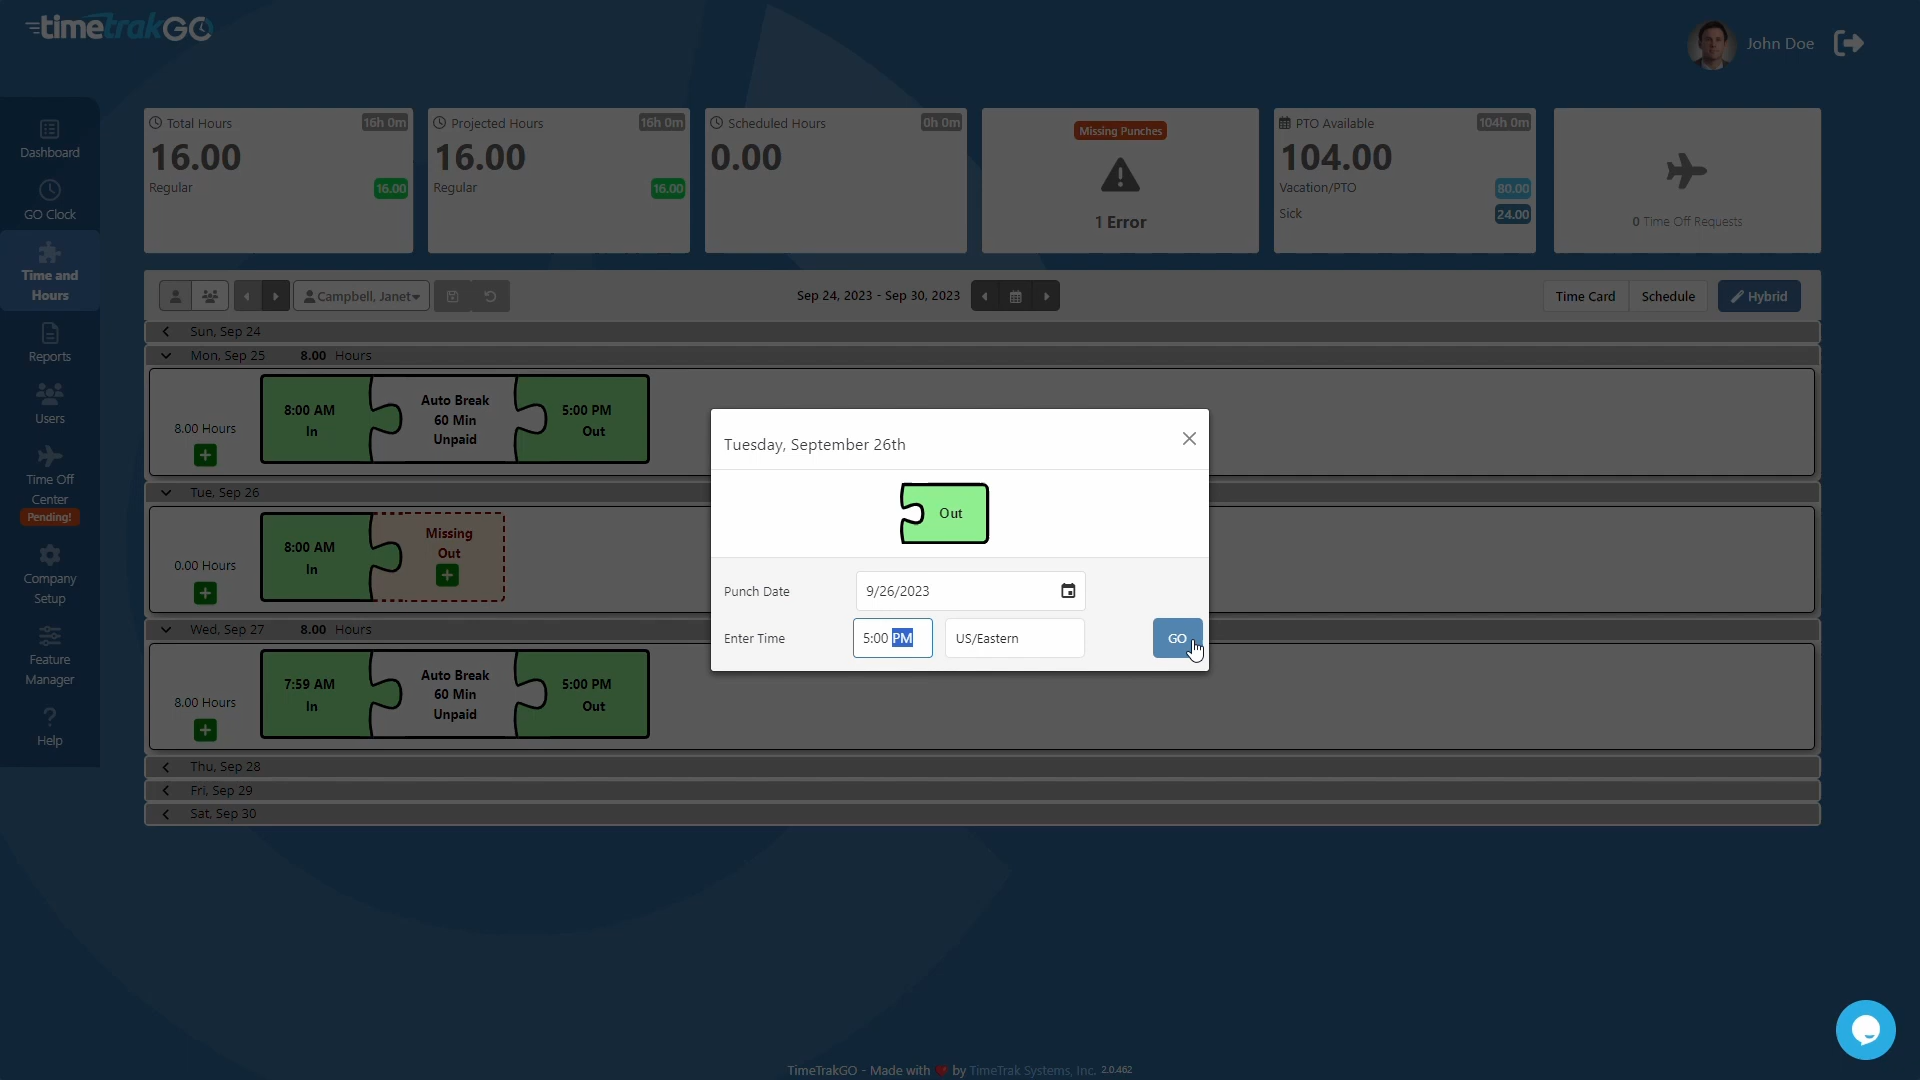 timetrakGO
John Doe
Dashboard
GO Clock
Time and
Hours
Reports
Users
Time Off
Center
Pending!
Company
Setup
Feature
Manager
Help
Total Hours 16h 0m
16.00
Regular 16.00
Projected Hours 16h 0m
16.00
Regular 16.00
Scheduled Hours 0h 0m
0.00
Missing Punches
1 Error
PTO Available 104h 0m
104.00
Vacation/PTO 80.00
Sick 24.00
0 Time Off Requests
Campbell, Janet
Sep 24, 2023 - Sep 30, 2023
Time Card Schedule Hybrid
Sun, Sep 24
Mon, Sep 25 8.00 Hours
8.00 Hours
8:00 AM
In
Auto Break
60 Min
Unpaid
5:00 PM
Out
Tue, Sep 26
0.00 Hours
8:00 AM
In
Missing
Out
Wed, Sep 27 8.00 Hours
8.00 Hours
7:59 AM
In
Auto Break
60 Min
Unpaid
5:00 PM
Out
Thu, Sep 28
Fri, Sep 29
Sat, Sep 30
Tuesday, September 26th
Out
Punch Date 9/26/2023
Enter Time 5:00 PM US/Eastern GO
TimeTrakGO - Made with ❤ by TimeTrak Systems, Inc. 2.0.462